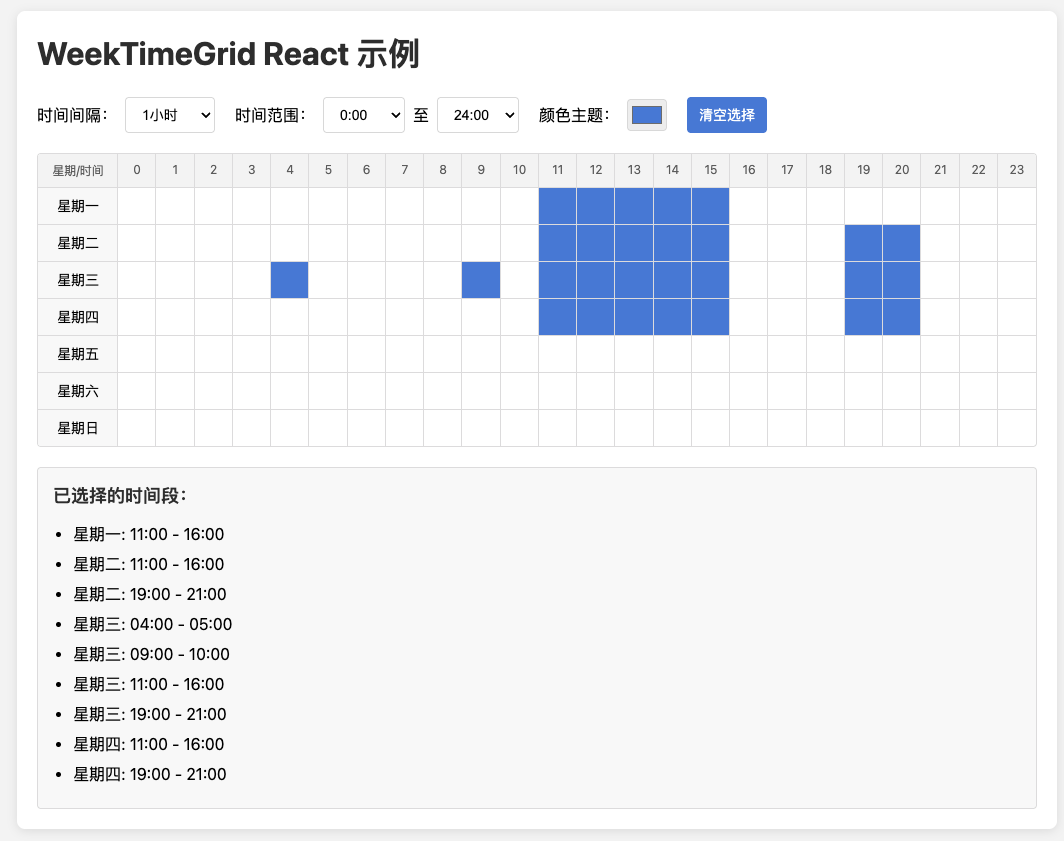 WeekTimeGrid React 示例
时间间隔： 1小时 时间范围： 0:00 至 24:00 颜色主题： 清空选择
星期/时间 0 1 2 3 4 5 6 7 8 9 10 11 12 13 14 15 16 17 18 19 20 21 22 23
星期一
星期二
星期三
星期四
星期五
星期六
星期日
已选择的时间段：
• 星期一: 11:00 - 16:00
• 星期二: 11:00 - 16:00
• 星期二: 19:00 - 21:00
• 星期三: 04:00 - 05:00
• 星期三: 09:00 - 10:00
• 星期三: 11:00 - 16:00
• 星期三: 19:00 - 21:00
• 星期四: 11:00 - 16:00
• 星期四: 19:00 - 21:00